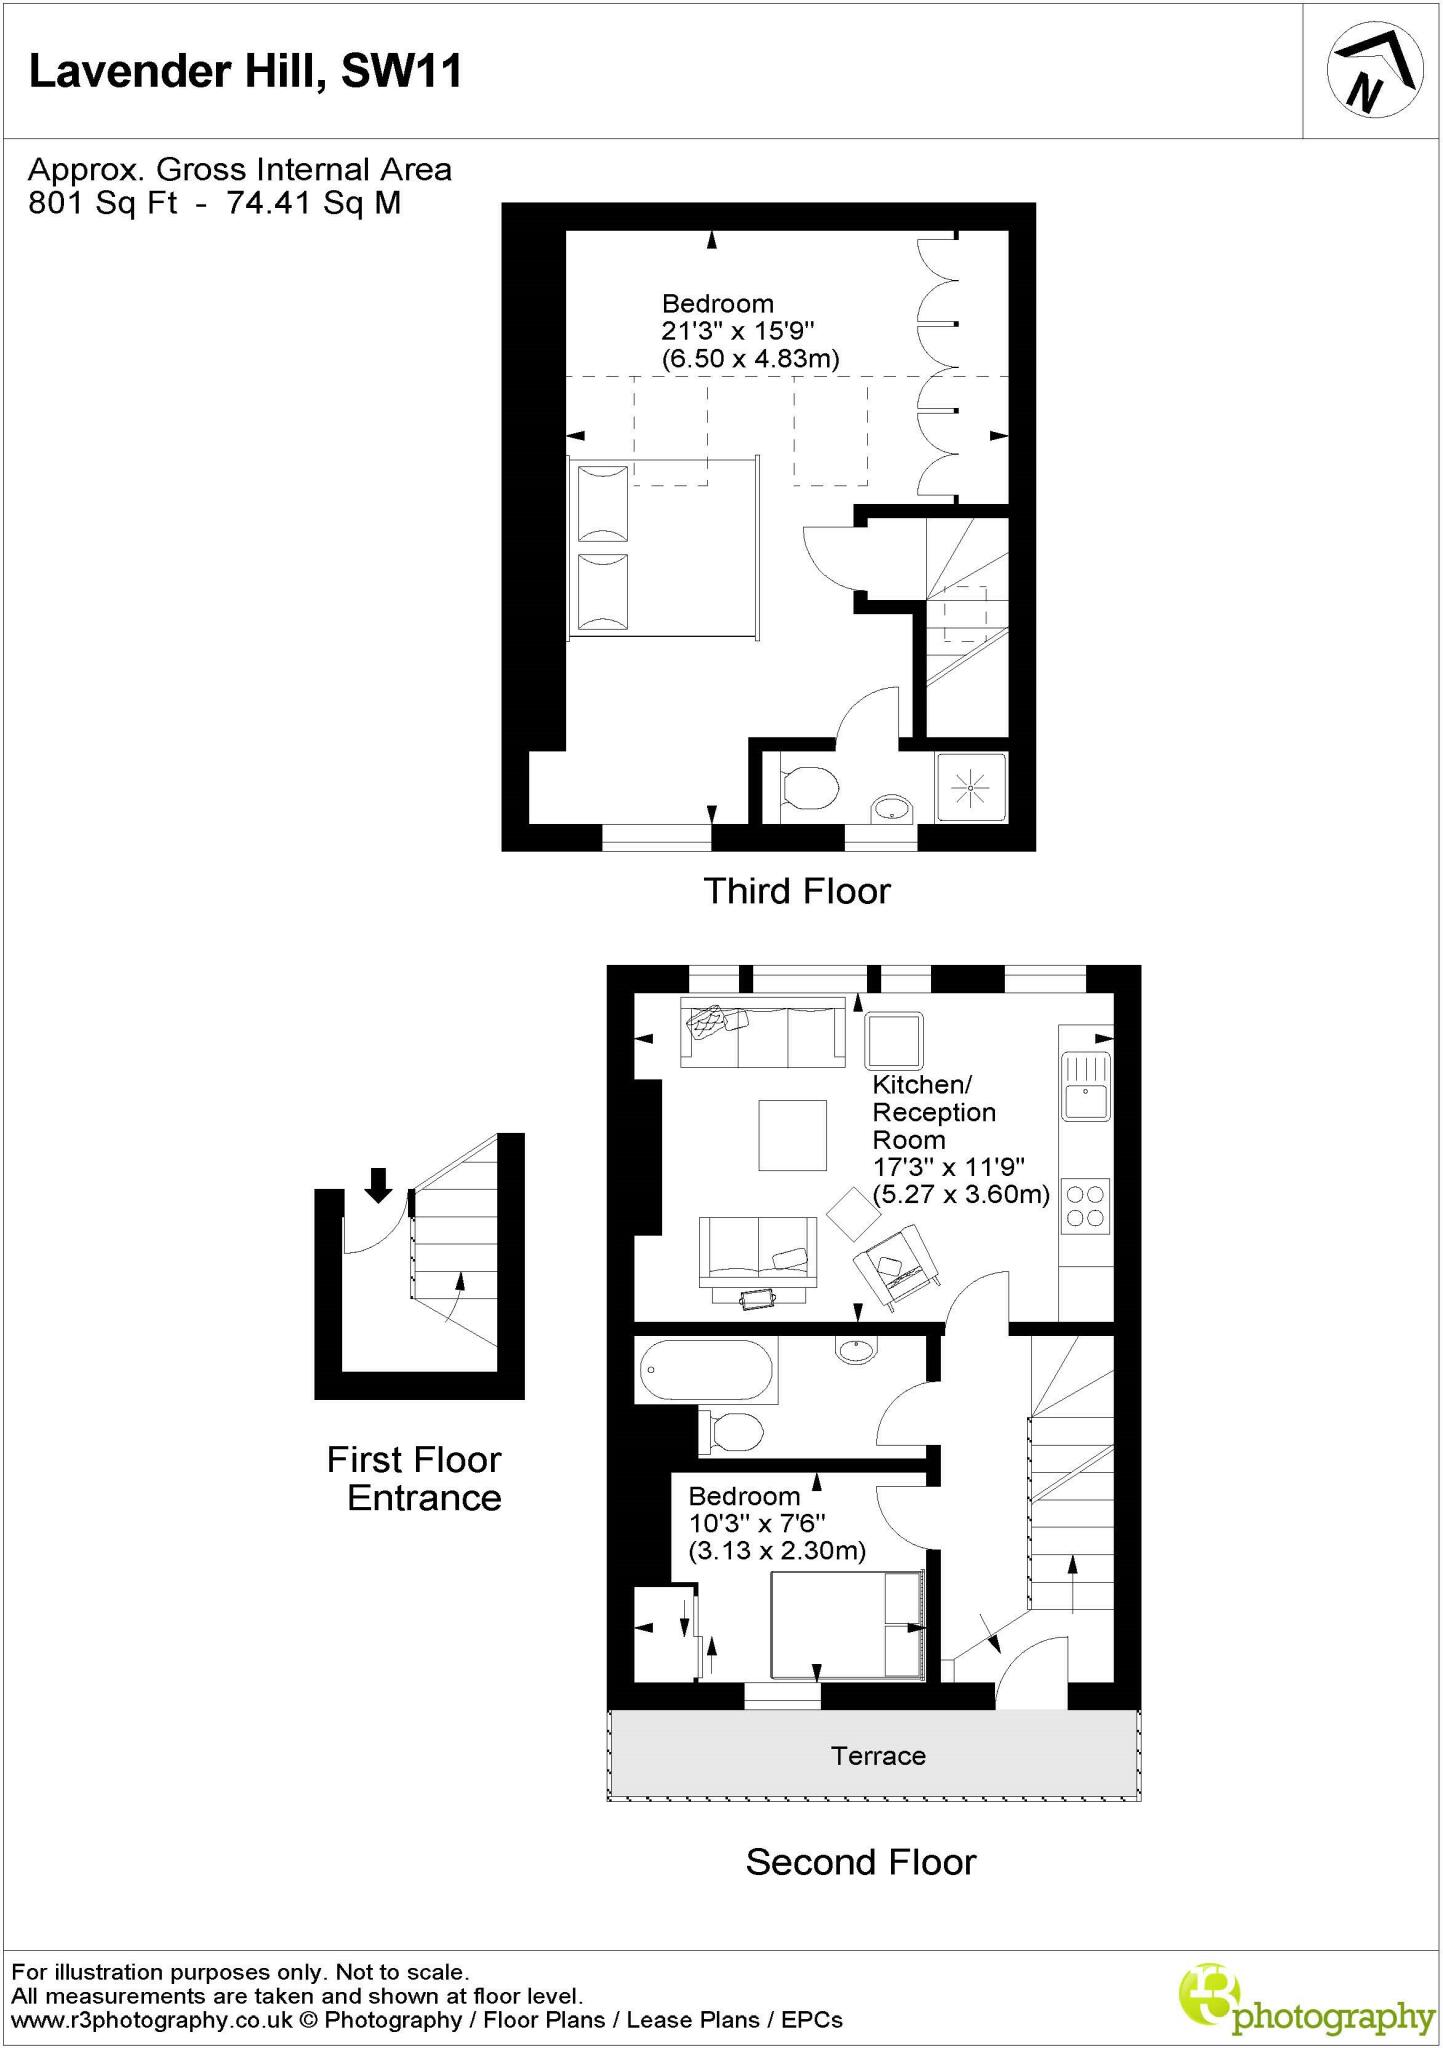 Lavender Hill, SW11
N
Approx. Gross Internal Area
801 Sq Ft - 74.41 Sq M
Bedroom
21'3" x 15'9"
(6.50 x 4.83m)
Third Floor
Kitchen/
Reception
Room
17'3" x 11'9"
(5.27 x 3.60m)
First Floor
Entrance
Bedroom
10'3" x 7'6"
(3.13 x 2.30m)
Terrace
Second Floor
For illustration purposes only. Not to scale.
All measurements are taken and shown at floor level.
www.r3photography.co.uk © Photography / Floor Plans / Lease Plans / EPCs
r3photography